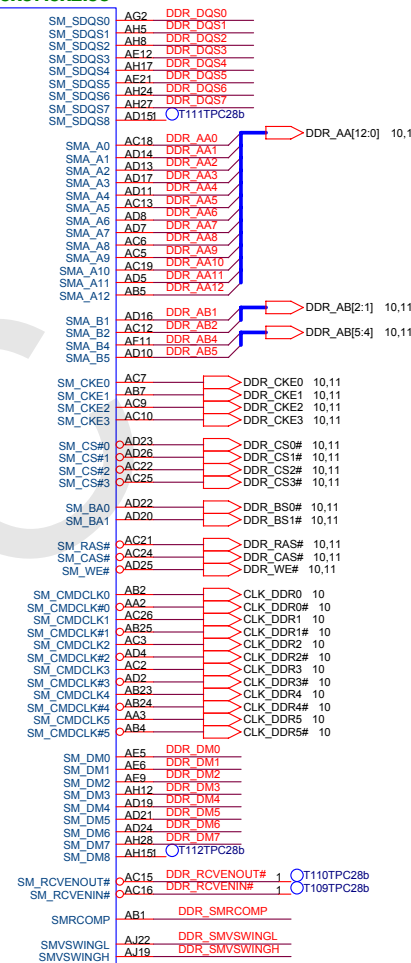 SM_SDQS0 AG2 DDR_DQS0
SM_SDQS1 AH5 DDR_DQS1
SM_SDQS2 AH8 DDR_DQS2
SM_SDQS3 AE12 DDR_DQS3
SM_SDQS4 AH17 DDR_DQS4
SM_SDQS5 AE21 DDR_DQS5
SM_SDQS6 AH24 DDR_DQS6
SM_SDQS7 AH27 DDR_DQS7
SM_SDQS8 AD15 1 T111TPC28b
SMA_A0 AC18 DDR_AA0 DDR_AA[12:0] 10,1
SMA_A1 AD14 DDR_AA1
SMA_A2 AD13 DDR_AA2
SMA_A3 AD17 DDR_AA3
SMA_A4 AD11 DDR_AA4
SMA_A5 AC13 DDR_AA5
SMA_A6 AD8 DDR_AA6
SMA_A7 AD7 DDR_AA7
SMA_A8 AC6 DDR_AA8
SMA_A9 AC5 DDR_AA9
SMA_A10 AC19 DDR_AA10
SMA_A11 AD5 DDR_AA11
SMA_A12 AB5 DDR_AA12
SMA_B1 AD16 DDR_AB1 DDR_AB[2:1] 10,11
SMA_B2 AC12 DDR_AB2
SMA_B4 AF11 DDR_AB4 DDR_AB[5:4] 10,11
SMA_B5 AD10 DDR_AB5
SM_CKE0 AC7 DDR_CKE0 10,11
SM_CKE1 AB7 DDR_CKE1 10,11
SM_CKE2 AC9 DDR_CKE2 10,11
SM_CKE3 AC10 DDR_CKE3 10,11
SM_CS#0 AD23 DDR_CS0# 10,11
SM_CS#1 AD26 DDR_CS1# 10,11
SM_CS#2 AC22 DDR_CS2# 10,11
SM_CS#3 AC25 DDR_CS3# 10,11
SM_BA0 AD22 DDR_BS0# 10,11
SM_BA1 AD20 DDR_BS1# 10,11
SM_RAS# AC21 DDR_RAS# 10,11
SM_CAS# AC24 DDR_CAS# 10,11
SM_WE# AD25 DDR_WE# 10,11
SM_CMDCLK0 AB2 CLK_DDR0 10
SM_CMDCLK#0 AA2 CLK_DDR0# 10
SM_CMDCLK1 AC26 CLK_DDR1 10
SM_CMDCLK#1 AB25 CLK_DDR1# 10
SM_CMDCLK2 AC3 CLK_DDR2 10
SM_CMDCLK#2 AD4 CLK_DDR2# 10
SM_CMDCLK3 AC2 CLK_DDR3 10
SM_CMDCLK#3 AD2 CLK_DDR3# 10
SM_CMDCLK4 AB23 CLK_DDR4 10
SM_CMDCLK#4 AB24 CLK_DDR4# 10
SM_CMDCLK5 AA3 CLK_DDR5 10
SM_CMDCLK#5 AB4 CLK_DDR5# 10
SM_DM0 AE5 DDR_DM0
SM_DM1 AE6 DDR_DM1
SM_DM2 AE9 DDR_DM2
SM_DM3 AH12 DDR_DM3
SM_DM4 AD19 DDR_DM4
SM_DM5 AD21 DDR_DM5
SM_DM6 AD24 DDR_DM6
SM_DM7 AH28 DDR_DM7
SM_DM8 AH15 1 T112TPC28b
SM_RCVENOUT# AC15 DDR_RCVENOUT# 1 T110TPC28b
SM_RCVENIN# AC16 DDR_RCVENIN# 1 T109TPC28b
SMRCOMP AB1 DDR_SMRCOMP
SMVSWINGL AJ22 DDR_SMVSWINGL
SMVSWINGH AJ19 DDR_SMVSWINGH